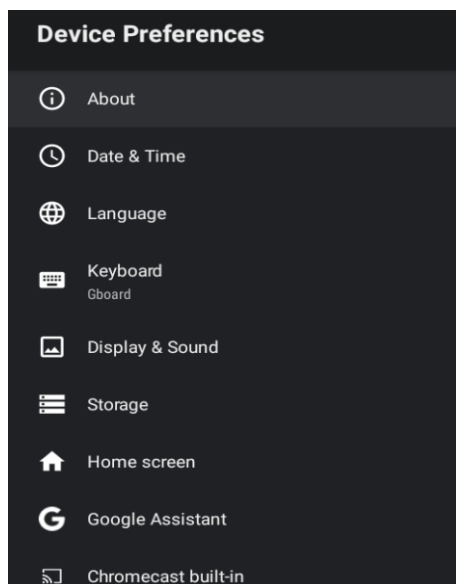 Device Preferences
About
Date & Time
Language
Keyboard
Gboard
Display & Sound
Storage
Home screen
Google Assistant
Chromecast built-in